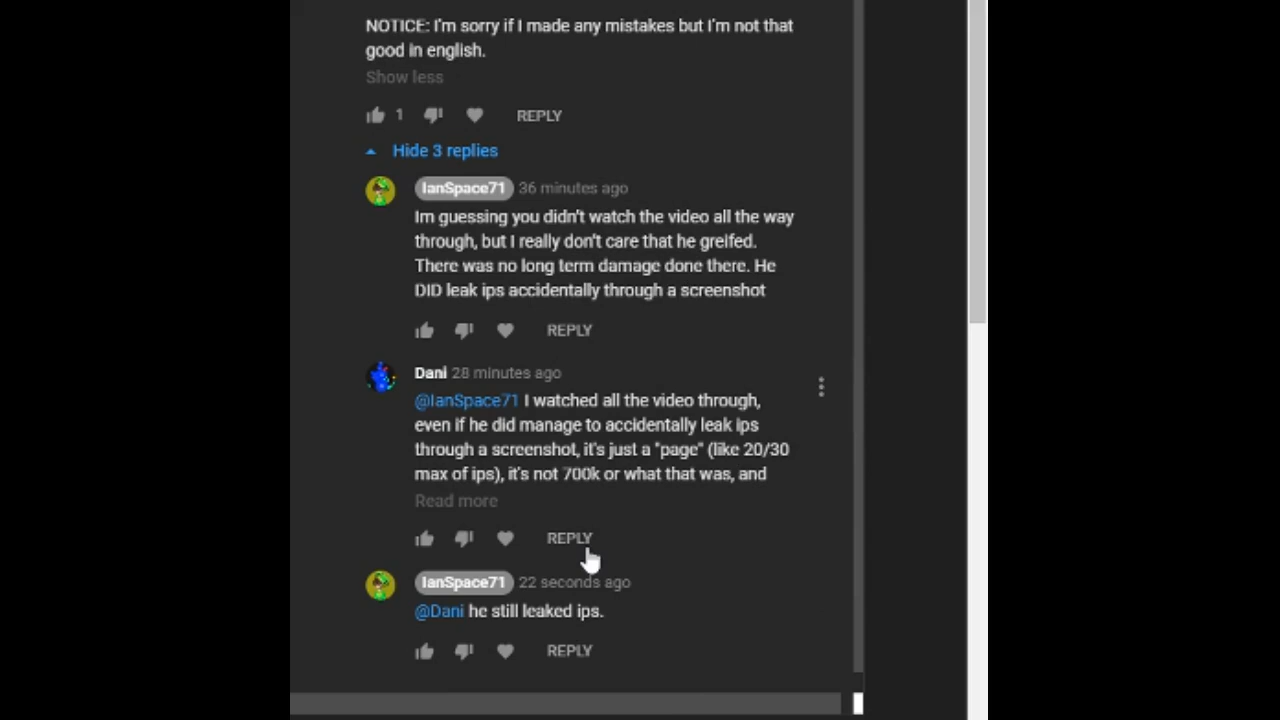 NOTICE: I'm sorry if I made any mistakes but I'm not that
good in english.
Show less
1 REPLY
Hide 3 replies
IanSpace71 36 minutes ago
Im guessing you didn't watch the video all the way
through, but I really don't care that he greifed.
There was no long term damage done there. He
DID leak ips accidentally through a screenshot
REPLY
Dani 28 minutes ago
@IanSpace71 I watched all the video through,
even if he did manage to accidentally leak ips
through a screenshot, it's just a "page" (like 20/30
max of ips), it's not 700k or what that was, and
Read more
REPLY
IanSpace71 22 seconds ago
@Dani he still leaked ips.
REPLY